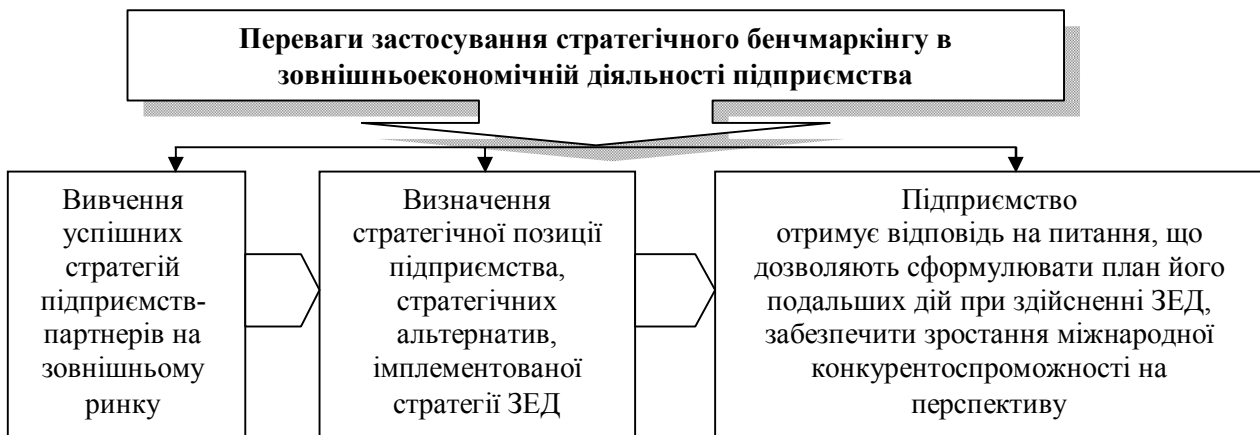 Переваги застосування стратегічного бенчмаркінгу в
зовнішньоекономічній діяльності підприємства
Вивчення
успішних
стратегій
підприємств-
партнерів на
зовнішньому
ринку
Визначення
стратегічної позиції
підприємства,
стратегічних
альтернатив,
імплементованої
стратегії ЗЕД
Підприємство
отримує відповідь на питання, що
дозволяють сформулювати план його
подальших дій при здійсненні ЗЕД,
забезпечити зростання міжнародної
конкурентоспроможності на
перспективу